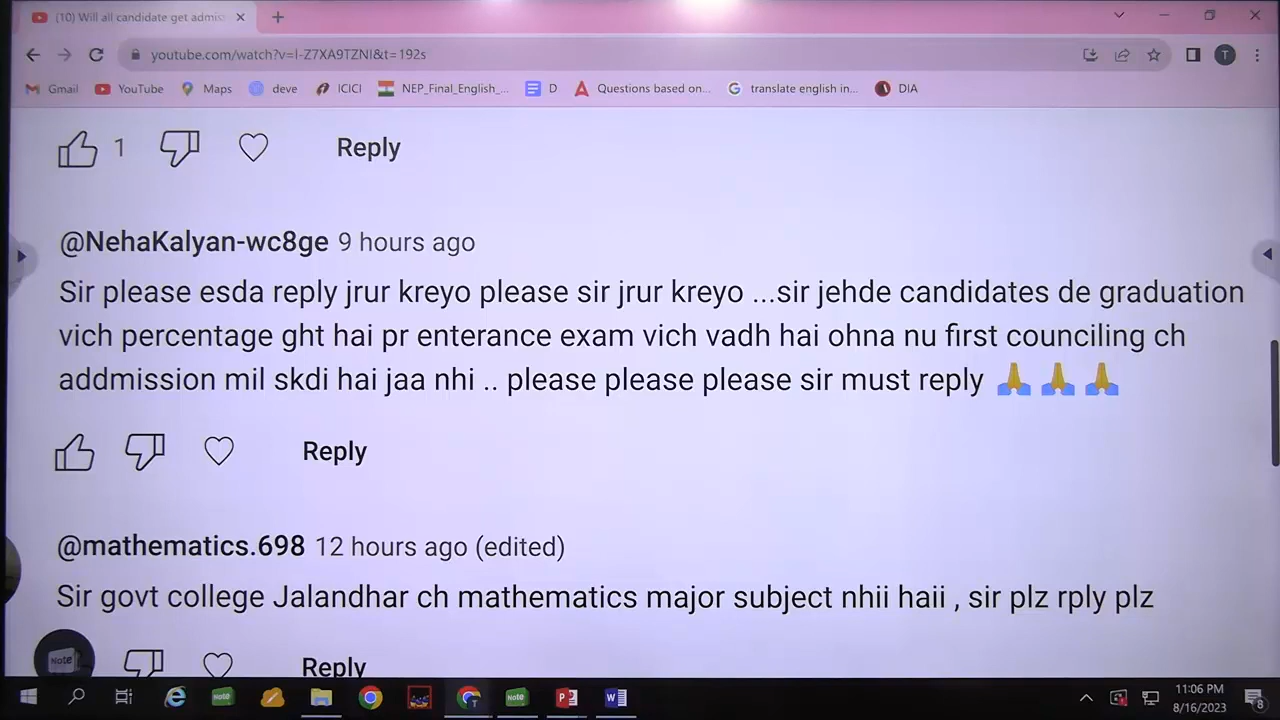 (10) Will all candidate get admis
youtube.com/watch?v=I-Z7XA9TZNI&t=192s
T
Gmail YouTube Maps deve ICICI NEP_Final_English_... D Questions based on... translate english in... DIA
1 Reply
@NehaKalyan-wc8ge 9 hours ago
Sir please esda reply jrur kreyo please sir jrur kreyo ...sir jehde candidates de graduation
vich percentage ght hai pr enterance exam vich vadh hai ohna nu first counciling ch
addmission mil skdi hai jaa nhi .. please please please sir must reply 🙏 🙏 🙏
Reply
@mathematics.698 12 hours ago (edited)
Sir govt college Jalandhar ch mathematics major subject nhii haii , sir plz rply plz
Note
Reply
Note Note
11:06 PM
8/16/2023
8